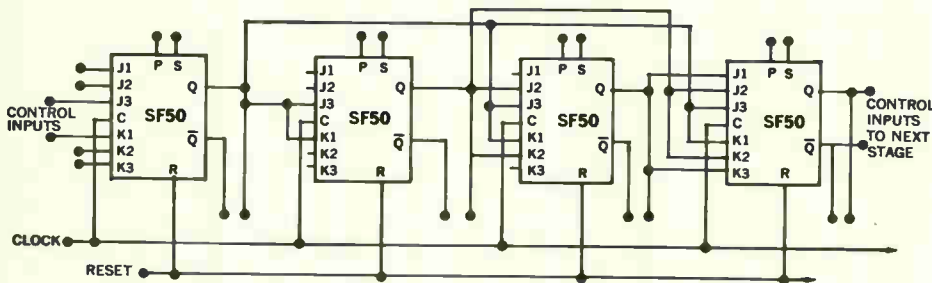 P S
J1
J2
J3
C
K1
K2
K3
Q
Q̅
R
SF50
P S
J1
J2
J3
C
K1
K2
K3
Q
Q̅
R
SF50
P S
J1
J2
J3
C
K1
K2
K3
Q
Q̅
R
SF50
P S
J1
J2
J3
C
K1
K2
K3
Q
Q̅
R
SF50
CONTROL
INPUTS
CONTROL
INPUTS
TO NEXT
STAGE
CLOCK
RESET